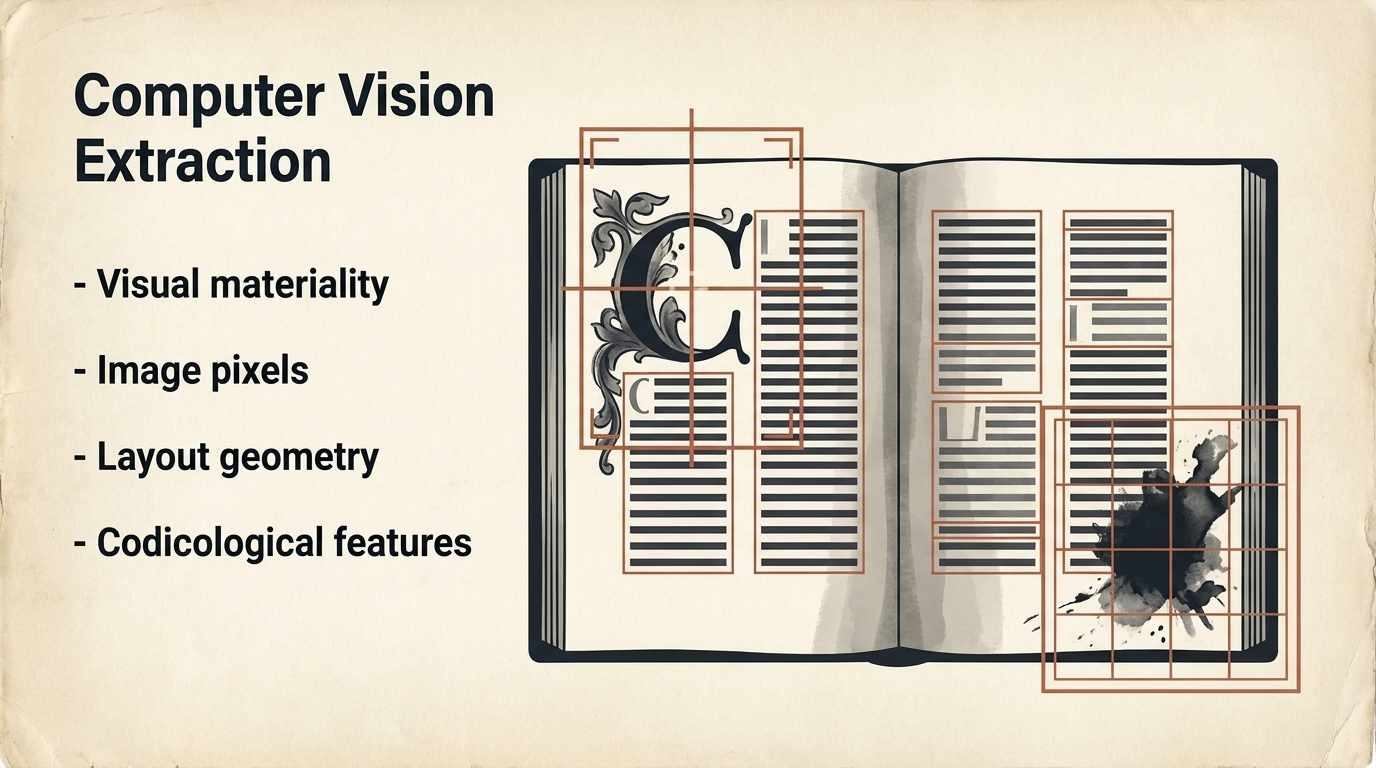 Computer Vision
Extraction
- Visual materiality
- Image pixels
- Layout geometry
- Codicological features
C
C